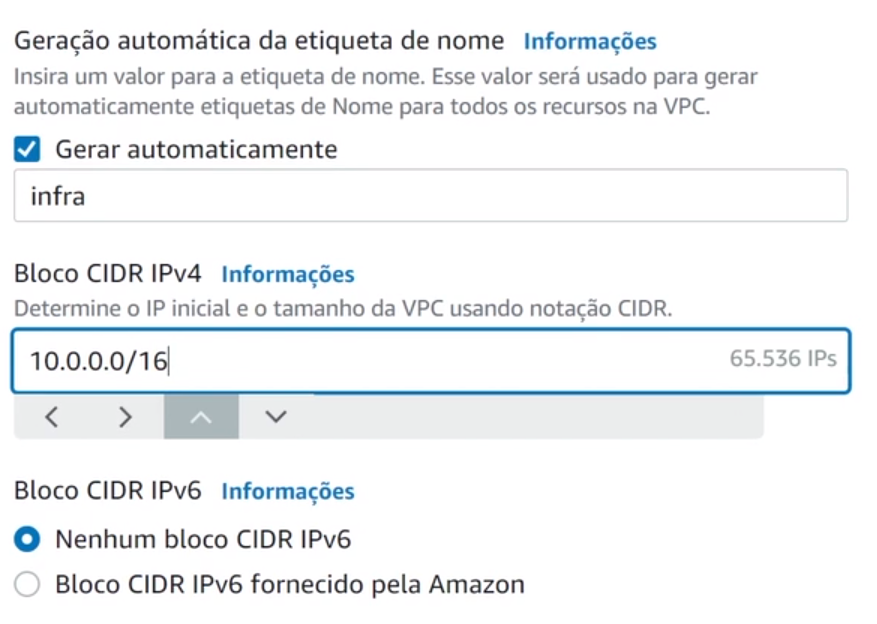 Geração automática da etiqueta de nome Informações
Insira um valor para a etiqueta de nome. Esse valor será usado para gerar
automaticamente etiquetas de Nome para todos os recursos na VPC.
Gerar automaticamente
infra
Bloco CIDR IPv4 Informações
Determine o IP inicial e o tamanho da VPC usando notação CIDR.
10.0.0.0/16 65.536 IPs
Bloco CIDR IPv6 Informações
Nenhum bloco CIDR IPv6
Bloco CIDR IPv6 fornecido pela Amazon